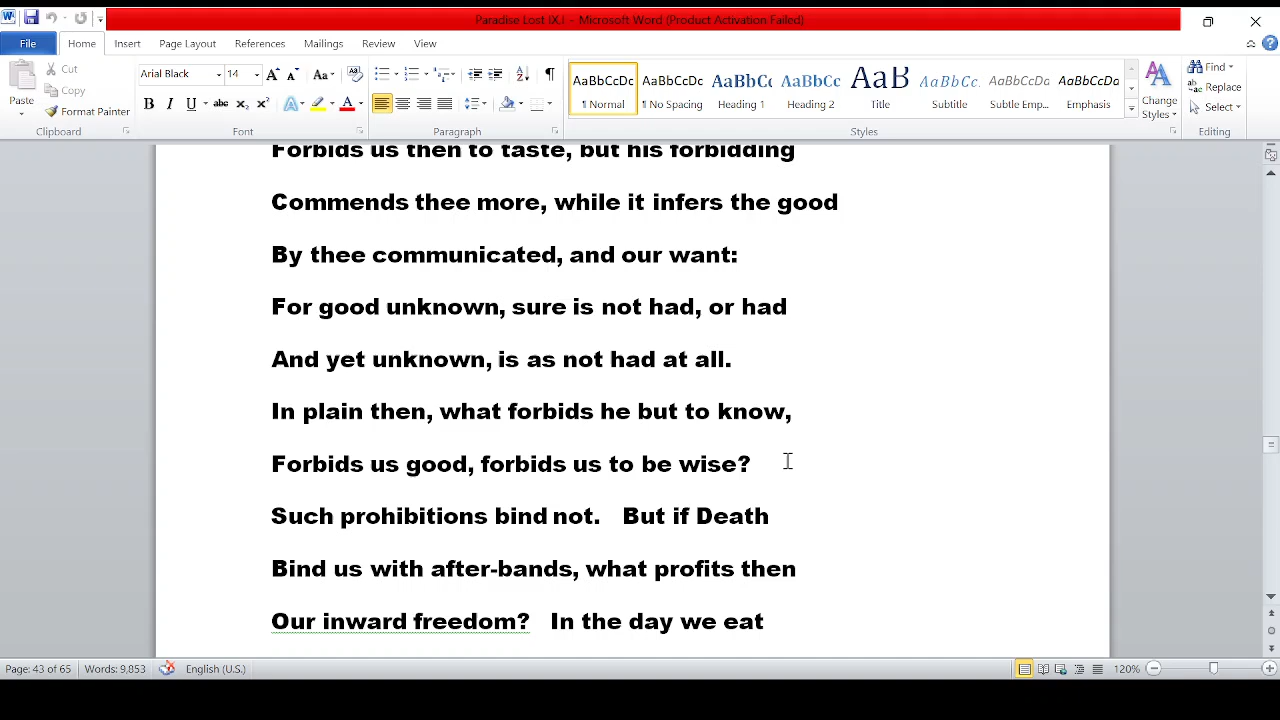 Paradise Lost IX.I - Microsoft Word (Product Activation Failed)
File Home Insert Page Layout References Mailings Review View
Paste Cut Copy Format Painter
Arial Black 14
AaBbCcDc AaBbCcDc AaBbCc AaBbCc AaB AaBbCc. AaBbCcDc AaBbCcDc
¶ Normal ¶ No Spacing Heading 1 Heading 2 Title Subtitle Subtle Emp... Emphasis
Change Styles
Find Replace Select
Clipboard Font Paragraph Styles Editing
Forbids us then to taste, but his forbidding
Commends thee more, while it infers the good
By thee communicated, and our want:
For good unknown, sure is not had, or had
And yet unknown, is as not had at all.
In plain then, what forbids he but to know,
Forbids us good, forbids us to be wise?
Such prohibitions bind not. But if Death
Bind us with after-bands, what profits then
Our inward freedom? In the day we eat
Page: 43 of 65 Words: 9,853 English (U.S.) 120%